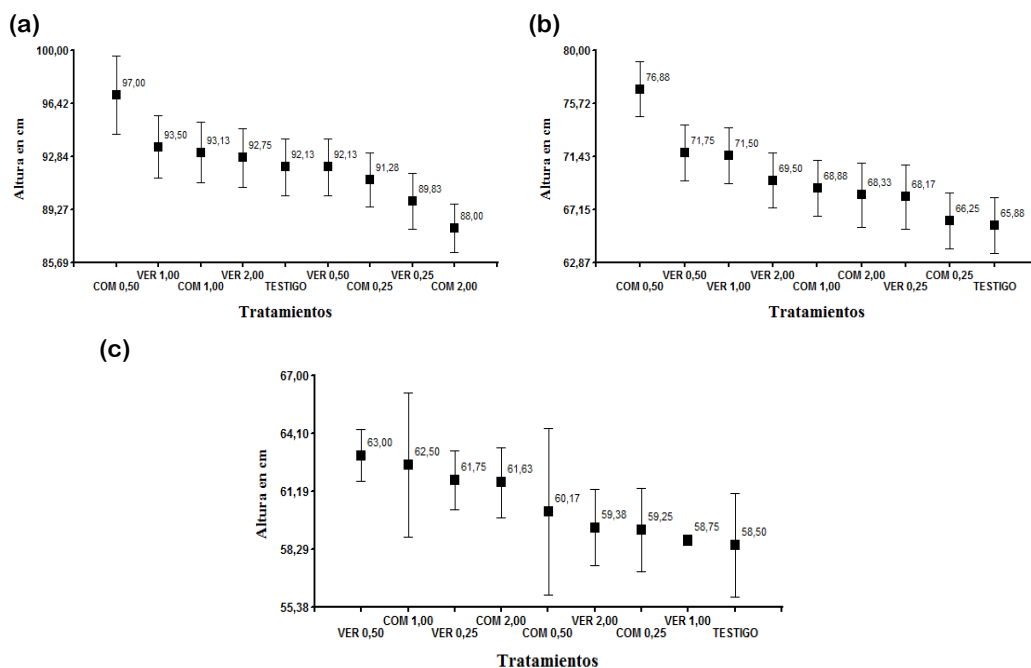 (a)
100,00
96,42
92,84
89,27
85,69
Altura en cm
97,00
93,50
93,13
92,75
92,13
92,13
91,28
89,83
88,00
VER 1,00 VER 2,00 VER 0,50 VER 0,25
COM 0,50 COM 1,00 TESTIGO COM 0,25 COM 2,00
Tratamientos
(b)
80,00
75,72
71,43
67,15
62,87
Altura en cm
76,88
71,75
71,50
69,50
68,88
68,33
68,17
66,25
65,88
VER 0,50 VER 2,00 COM 2,00 COM 0,25
COM 0,50 VER 1,00 COM 1,00 VER 0,25 TESTIGO
Tratamientos
(c)
67,00
64,10
61,19
58,29
55,38
Altura en cm
63,00
62,50
61,75
61,63
60,17
59,38
59,25
58,75
58,50
COM 1,00 COM 2,00 VER 2,00 VER 1,00
VER 0,50 VER 0,25 COM 0,50 COM 0,25 TESTIGO
Tratamientos